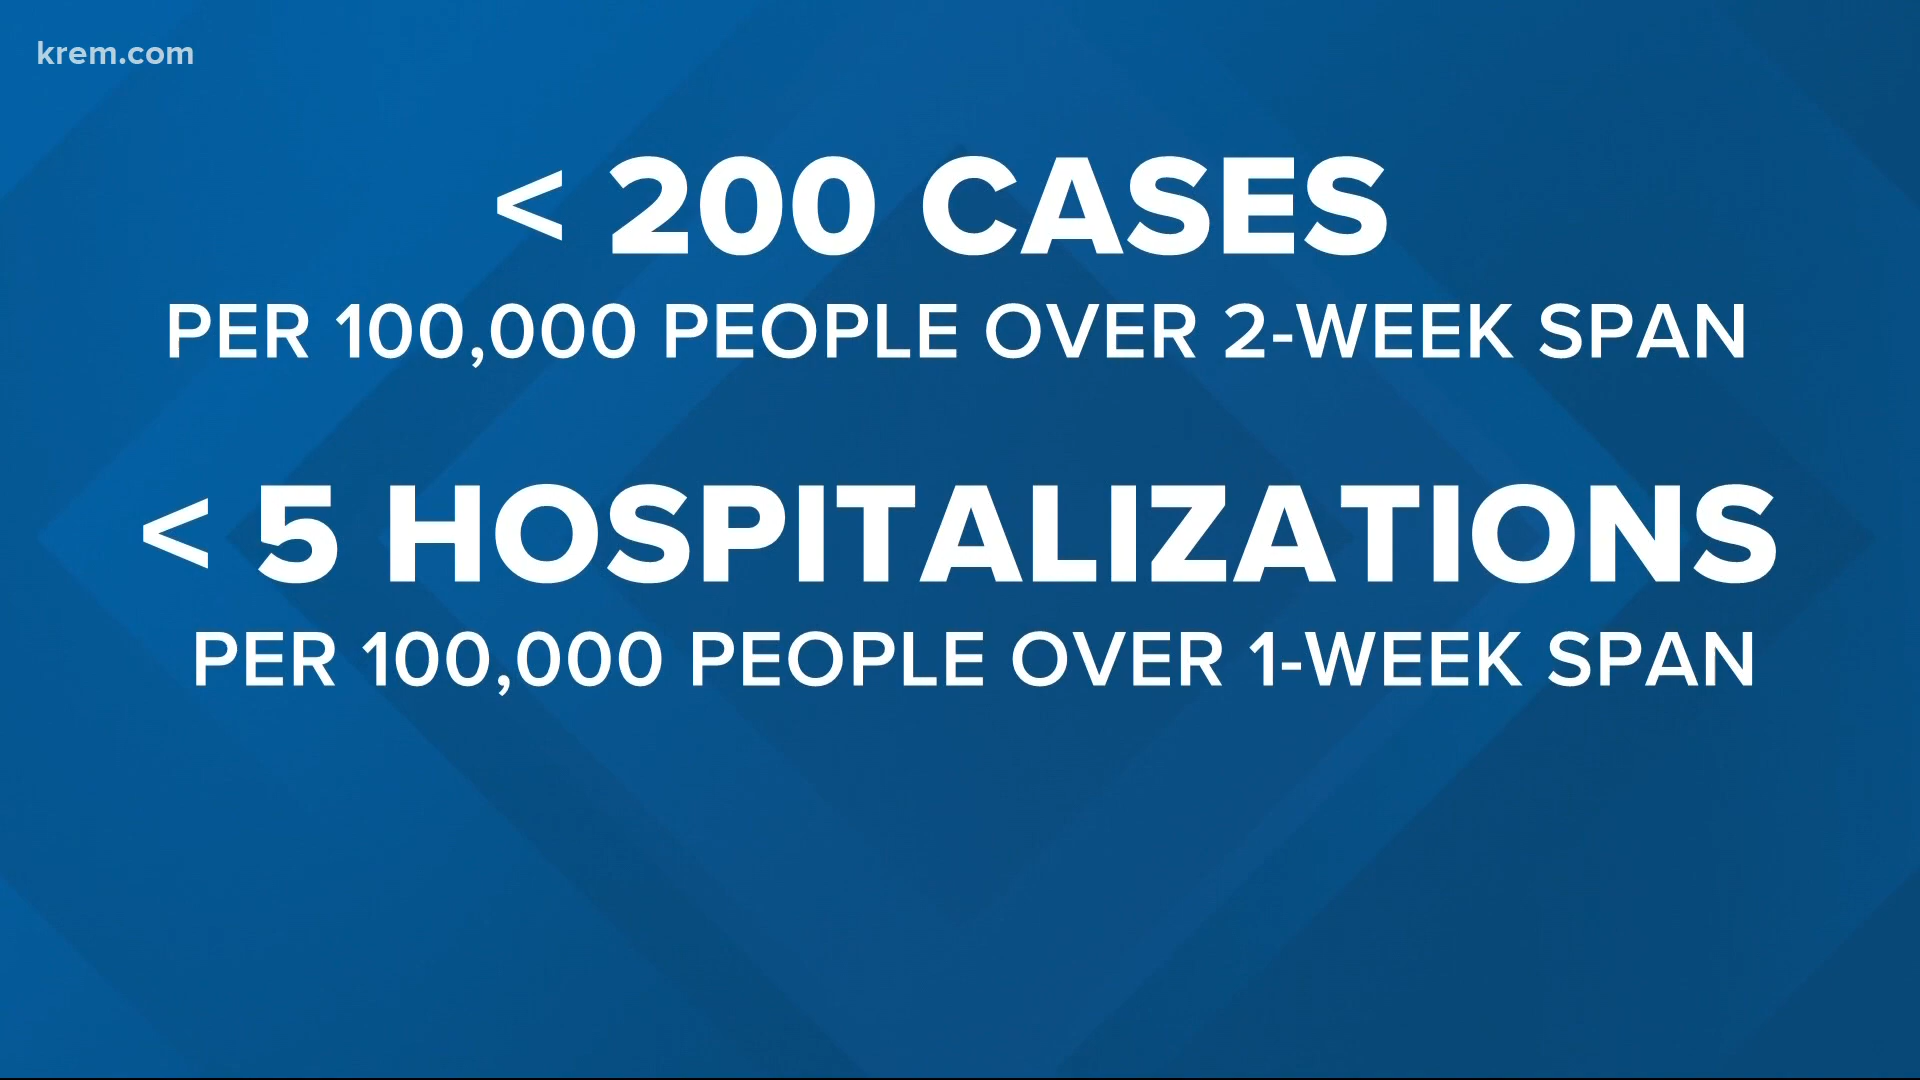 krem.com
< 200 CASES
PER 100,000 PEOPLE OVER 2-WEEK SPAN
< 5 HOSPITALIZATIONS
PER 100,000 PEOPLE OVER 1-WEEK SPAN